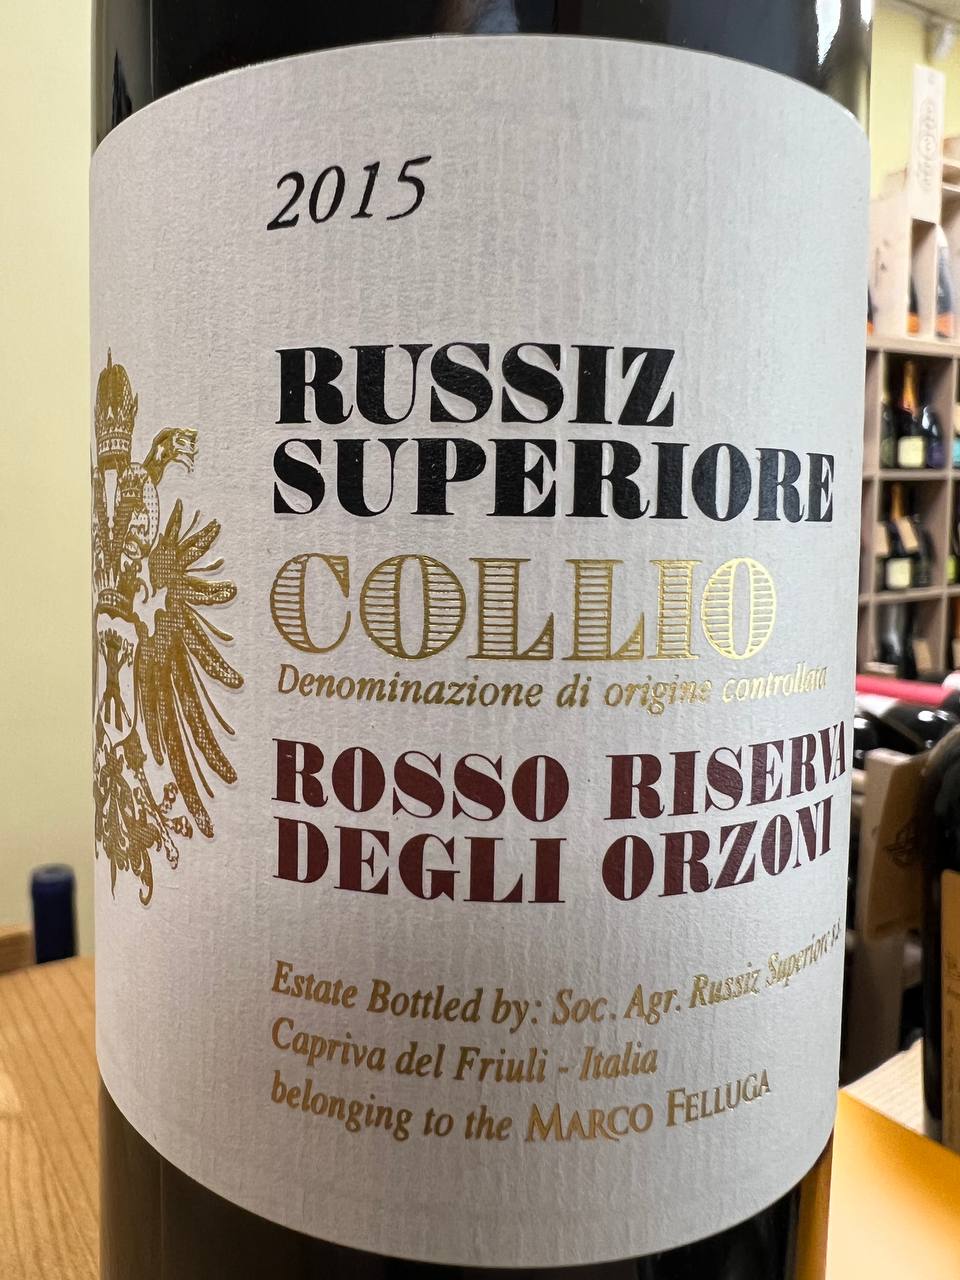 2015
RUSSIZ
SUPERIORE
COLLIO
Denominazione di origine controllata
ROSSO RISERVA
DEGLI ORZONI
Estate Bottled by: Soc. Agr. Russiz Superiore s.s.
Capriva del Friuli - Italia
belonging to the MARCO FELLUGA